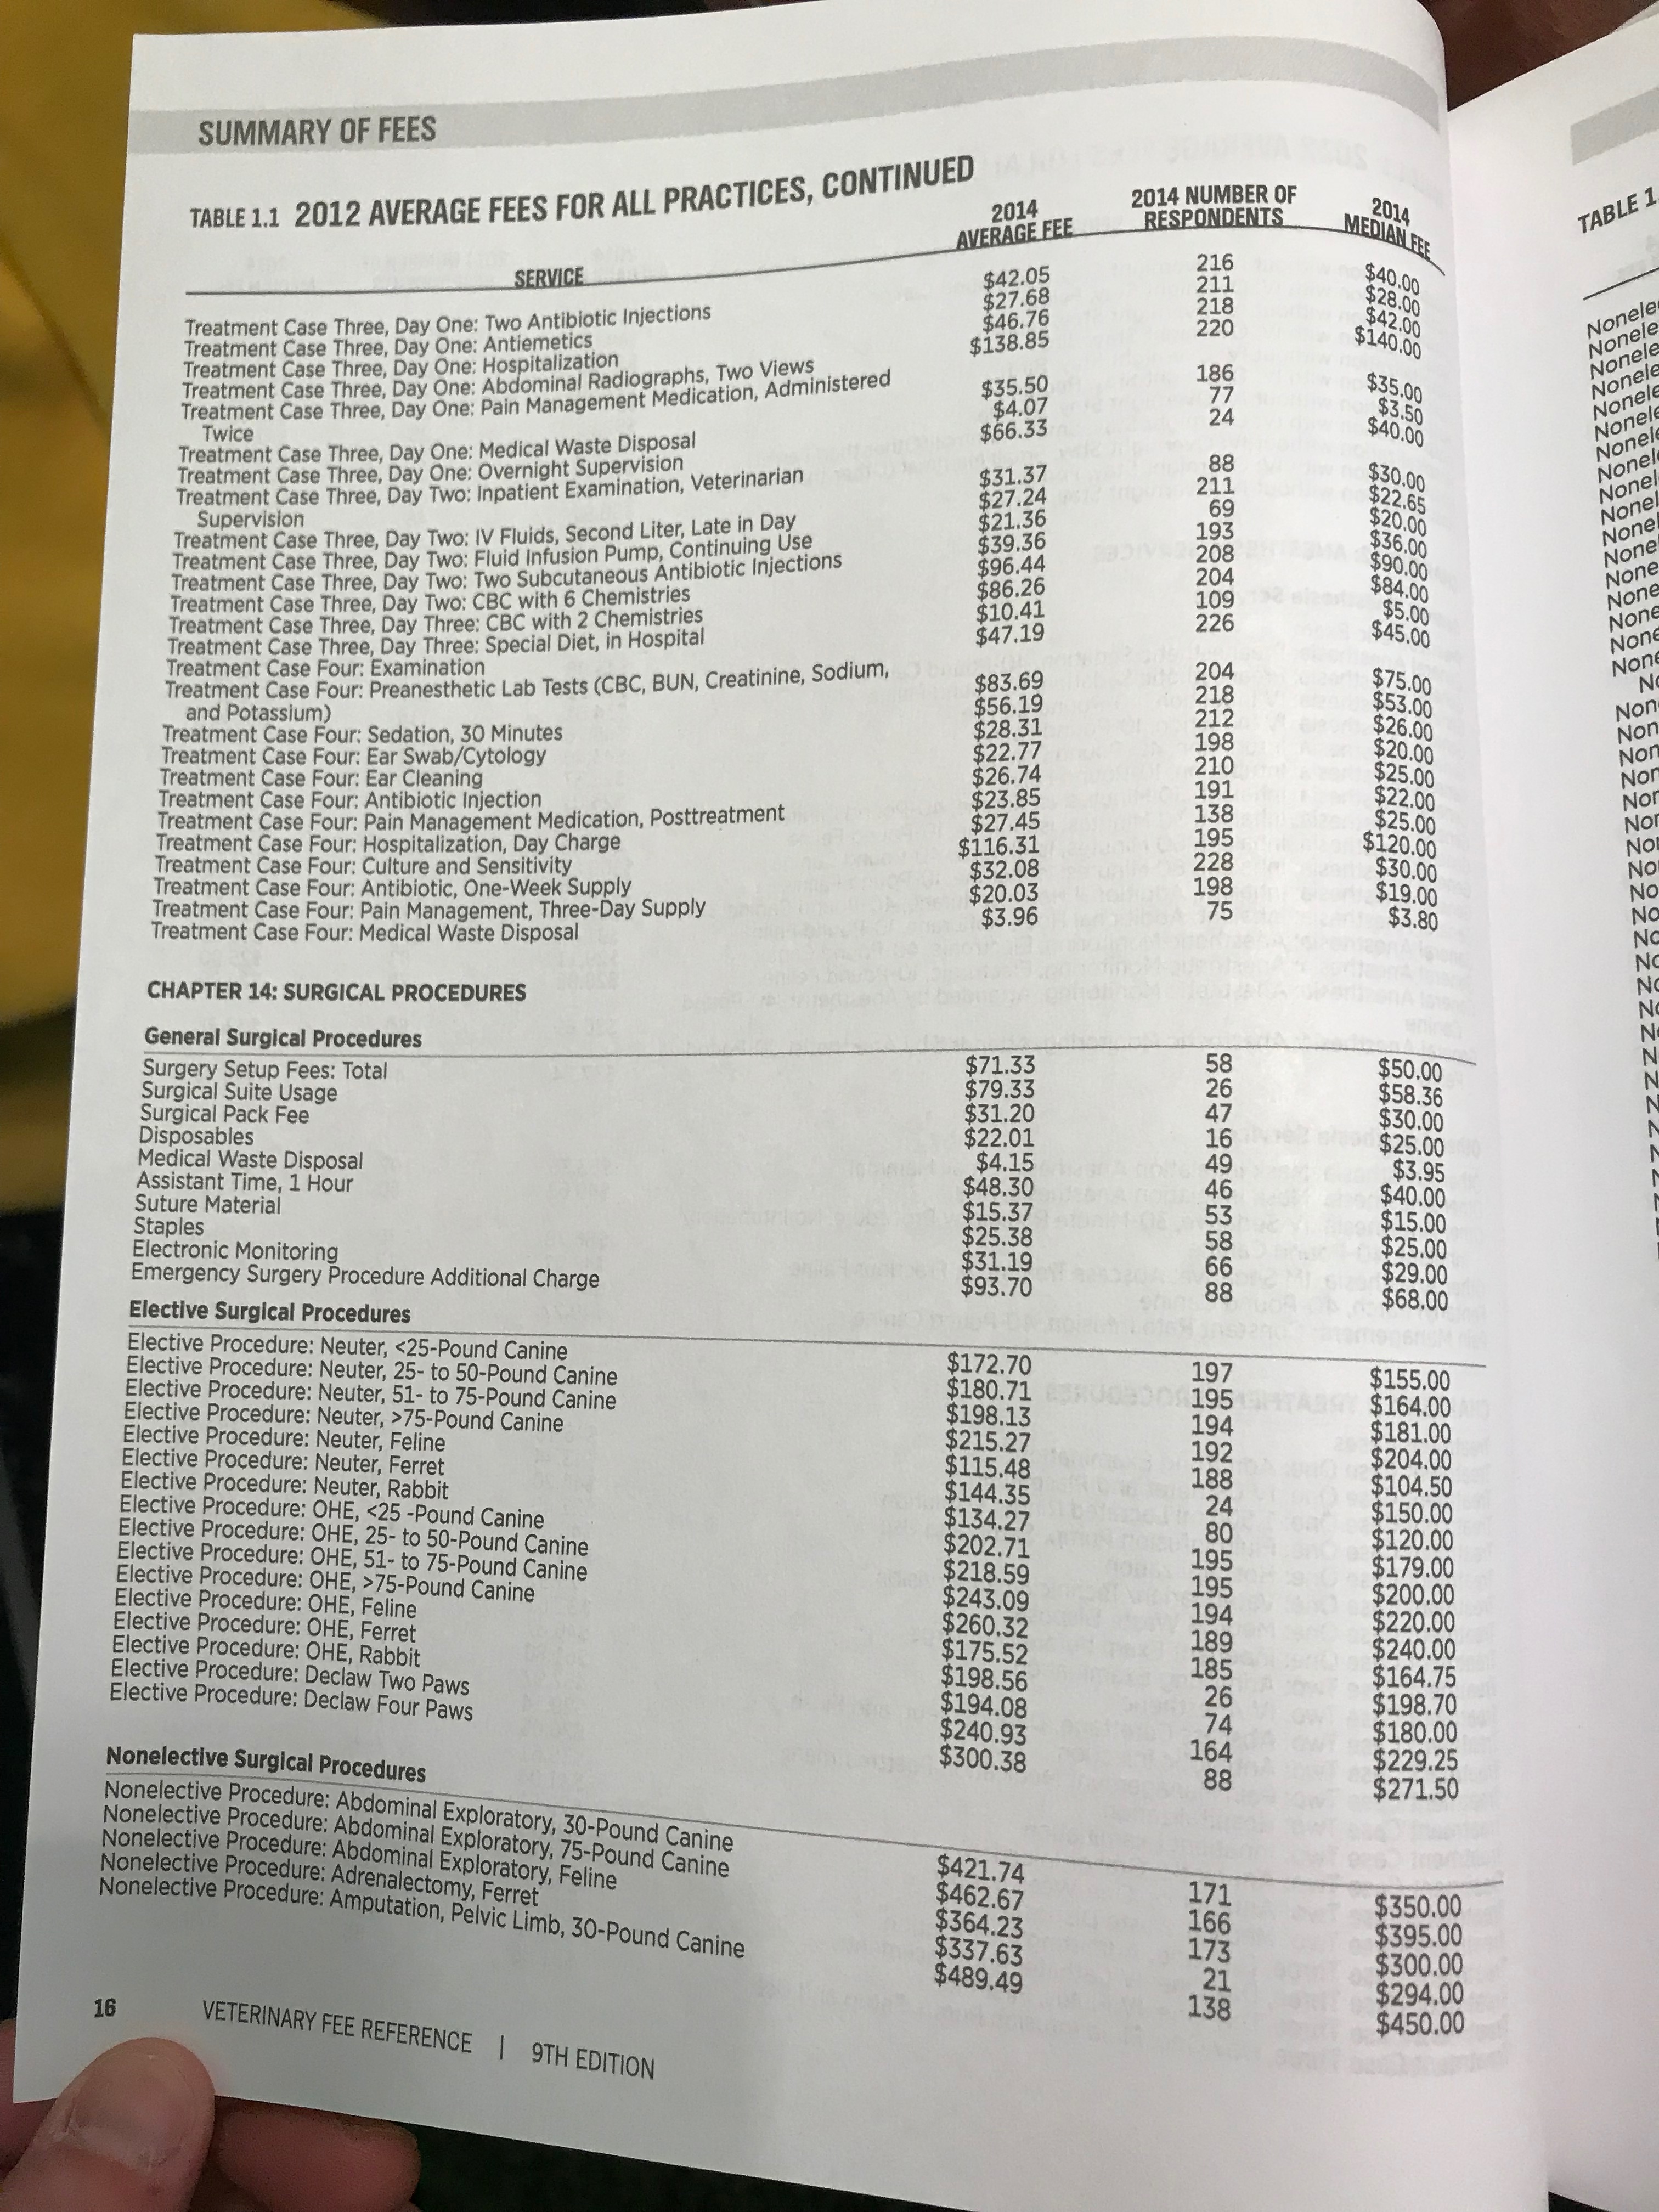 SUMMARY OF FEES
TABLE 1.1 2012 AVERAGE FEES FOR ALL PRACTICES, CONTINUED
SERVICE 2014 AVERAGE FEE 2014 NUMBER OF RESPONDENTS 2014 MEDIAN FEE
Treatment Case Three, Day One: Two Antibiotic Injections $42.05 216 $40.00
Treatment Case Three, Day One: Antiemetics $27.68 211 $28.00
Treatment Case Three, Day One: Hospitalization $46.76 218 $42.00
Treatment Case Three, Day One: Abdominal Radiographs, Two Views $138.85 220 $140.00
Treatment Case Three, Day One: Pain Management Medication, Administered
Twice $35.50 186 $35.00
Treatment Case Three, Day One: Medical Waste Disposal $4.07 77 $3.50
Treatment Case Three, Day One: Overnight Supervision $66.33 24 $40.00
Treatment Case Three, Day Two: Inpatient Examination, Veterinarian
Supervision $31.37 88 $30.00
Treatment Case Three, Day Two: IV Fluids, Second Liter, Late in Day $27.24 211 $22.65
Treatment Case Three, Day Two: Fluid Infusion Pump, Continuing Use $21.36 69 $20.00
Treatment Case Three, Day Two: Two Subcutaneous Antibiotic Injections $39.36 193 $36.00
Treatment Case Three, Day Two: CBC with 6 Chemistries $96.44 208 $90.00
Treatment Case Three, Day Three: CBC with 2 Chemistries $86.26 204 $84.00
Treatment Case Three, Day Three: Special Diet, in Hospital $10.41 109 $5.00
Treatment Case Four: Examination $47.19 226 $45.00
Treatment Case Four: Preanesthetic Lab Tests (CBC, BUN, Creatinine, Sodium,
and Potassium) $83.69 204 $75.00
Treatment Case Four: Sedation, 30 Minutes $56.19 218 $53.00
Treatment Case Four: Ear Swab/Cytology $28.31 212 $26.00
Treatment Case Four: Ear Cleaning $22.77 198 $20.00
Treatment Case Four: Antibiotic Injection $26.74 210 $25.00
Treatment Case Four: Pain Management Medication, Posttreatment $23.85 191 $22.00
Treatment Case Four: Hospitalization, Day Charge $27.45 138 $25.00
Treatment Case Four: Culture and Sensitivity $116.31 195 $120.00
Treatment Case Four: Antibiotic, One-Week Supply $32.08 228 $30.00
Treatment Case Four: Pain Management, Three-Day Supply $20.03 198 $19.00
Treatment Case Four: Medical Waste Disposal $3.96 75 $3.80
CHAPTER 14: SURGICAL PROCEDURES
General Surgical Procedures
Surgery Setup Fees: Total $71.33 58 $50.00
Surgical Suite Usage $79.33 26 $58.36
Surgical Pack Fee $31.20 47 $30.00
Disposables $22.01 16 $25.00
Medical Waste Disposal $4.15 49 $3.95
Assistant Time, 1 Hour $48.30 46 $40.00
Suture Material $15.37 53 $15.00
Staples $25.38 58 $25.00
Electronic Monitoring $31.19 66 $29.00
Emergency Surgery Procedure Additional Charge $93.70 88 $68.00
Elective Surgical Procedures
Elective Procedure: Neuter, <25-Pound Canine $172.70 197 $155.00
Elective Procedure: Neuter, 25- to 50-Pound Canine $180.71 195 $164.00
Elective Procedure: Neuter, 51- to 75-Pound Canine $198.13 194 $181.00
Elective Procedure: Neuter, >75-Pound Canine $215.27 192 $204.00
Elective Procedure: Neuter, Feline $115.48 188 $104.50
Elective Procedure: Neuter, Ferret $144.35 24 $150.00
Elective Procedure: Neuter, Rabbit $134.27 80 $120.00
Elective Procedure: OHE, <25 -Pound Canine $202.71 195 $179.00
Elective Procedure: OHE, 25- to 50-Pound Canine $218.59 195 $200.00
Elective Procedure: OHE, 51- to 75-Pound Canine $243.09 194 $220.00
Elective Procedure: OHE, >75-Pound Canine $260.32 189 $240.00
Elective Procedure: OHE, Feline $175.52 185 $164.75
Elective Procedure: OHE, Ferret $198.56 26 $198.70
Elective Procedure: OHE, Rabbit $194.08 74 $180.00
Elective Procedure: Declaw Two Paws $240.93 164 $229.25
Elective Procedure: Declaw Four Paws $300.38 88 $271.50
Nonelective Surgical Procedures
Nonelective Procedure: Abdominal Exploratory, 30-Pound Canine $421.74 171 $350.00
Nonelective Procedure: Abdominal Exploratory, 75-Pound Canine $462.67 166 $395.00
Nonelective Procedure: Abdominal Exploratory, Feline $364.23 173 $300.00
Nonelective Procedure: Adrenalectomy, Ferret $337.63 21 $294.00
Nonelective Procedure: Amputation, Pelvic Limb, 30-Pound Canine $489.49 138 $450.00
16 VETERINARY FEE REFERENCE | 9TH EDITION
TABLE 1.